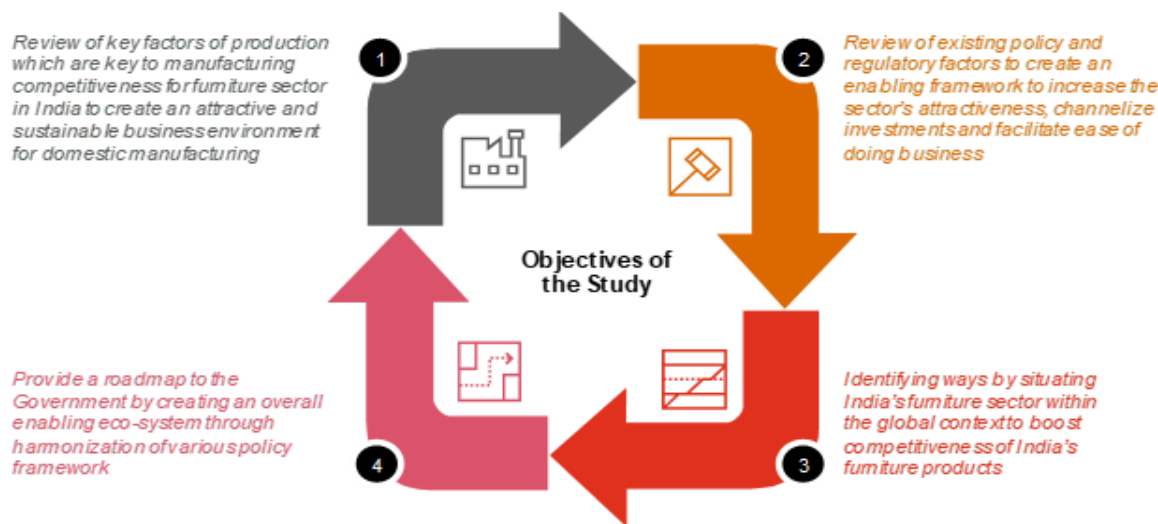 1
Review of key factors of production
which are key to manufacturing
competitiveness for furniture sector
in India to create an attractive and
sustainable business environment
for domestic manufacturing
2
Review of existing policy and
regulatory factors to create an
enabling framework to increase the
sector's attractiveness, channelize
investments and facilitate ease of
doing business
Objectives of
the Study
3
Identifying ways by situating
India's furniture sector within
the global context to boost
competitiveness of India's
furniture products
4
Provide a roadmap to the
Government by creating an overall
enabling eco-system through
harmonization of various policy
framework